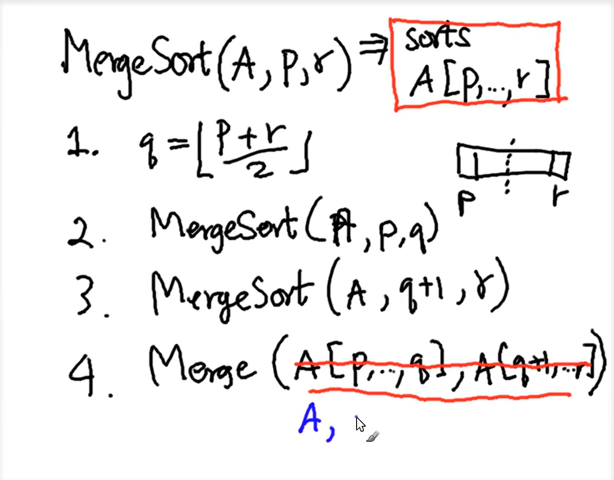 MergeSort(A, p, r) ⇒ sorts
A[p,...,r]
1. q = ⌊(p+r)/2⌋
p r
2. MergeSort(A, p, q)
3. MergeSort(A, q+1, r)
4. Merge (A[p,...,q], A[q+1,...r])
A,